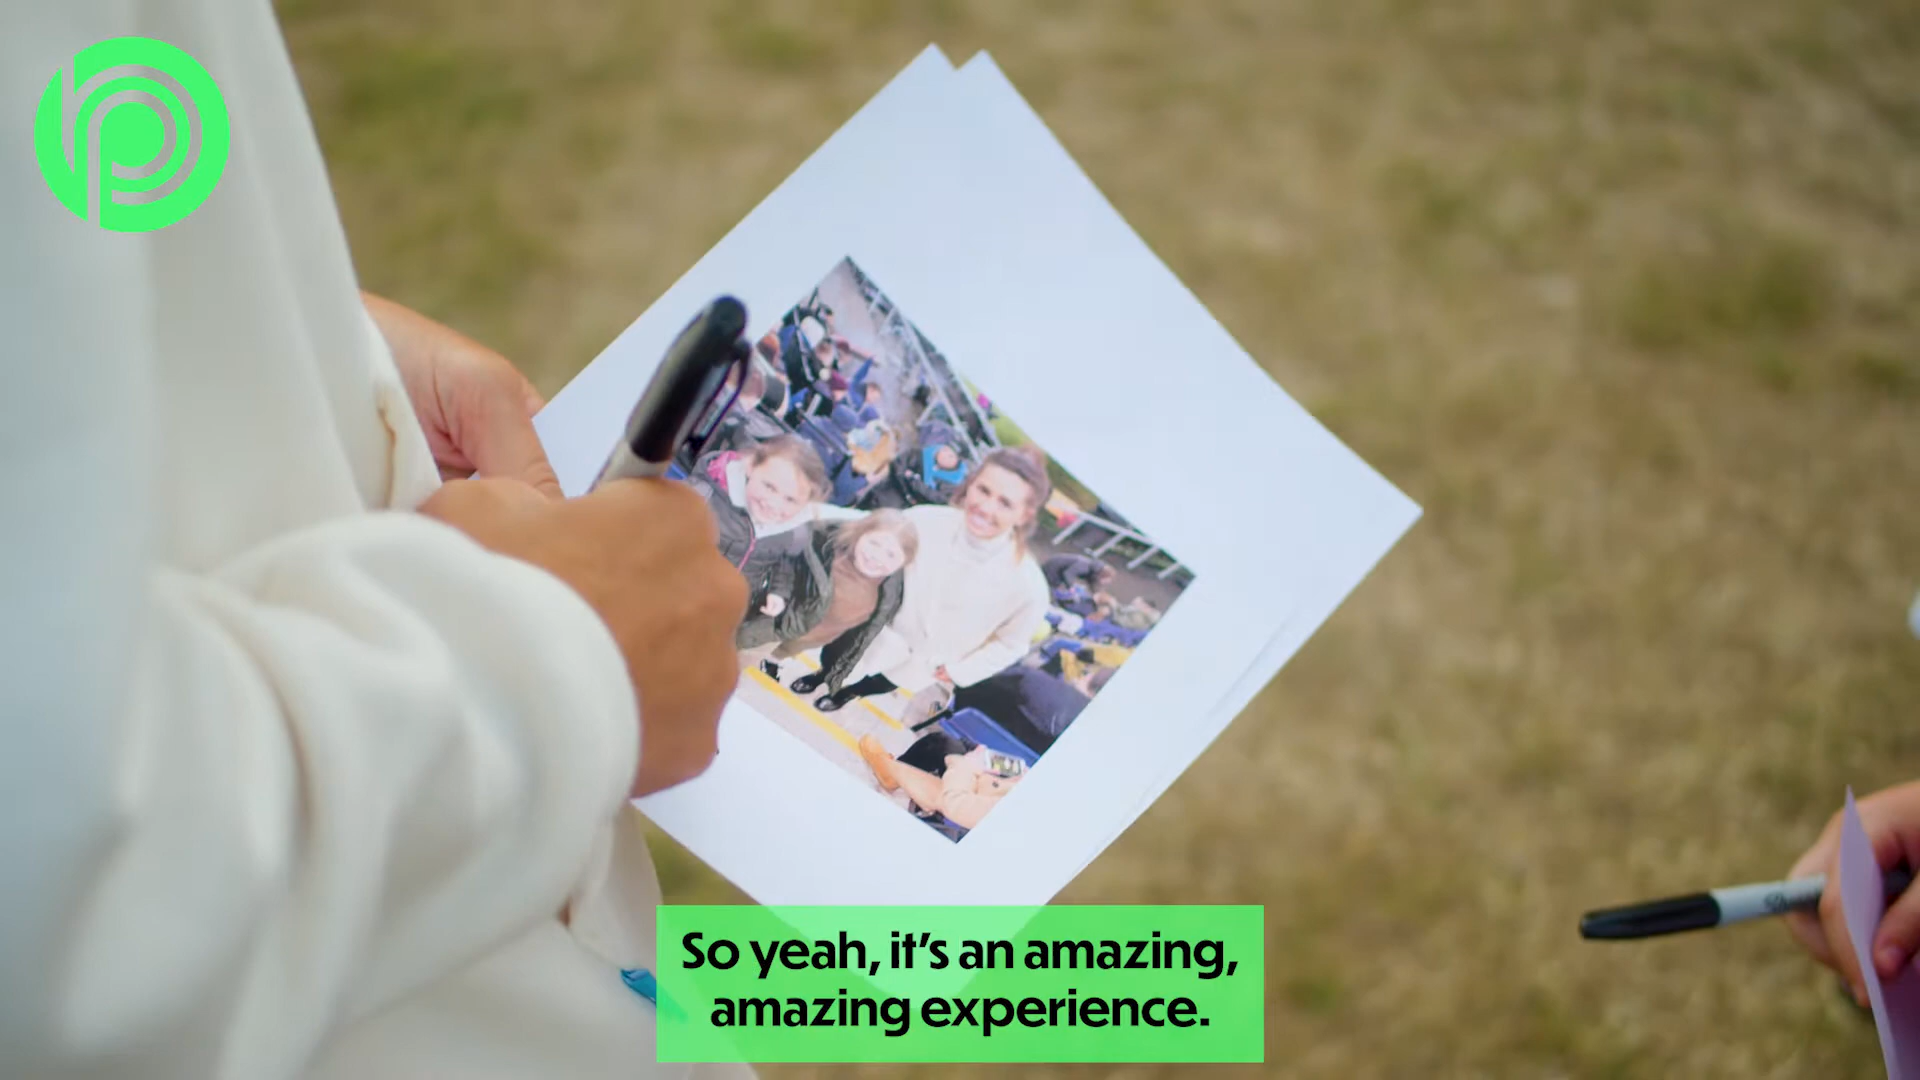 So yeah, it's an amazing,
amazing experience.